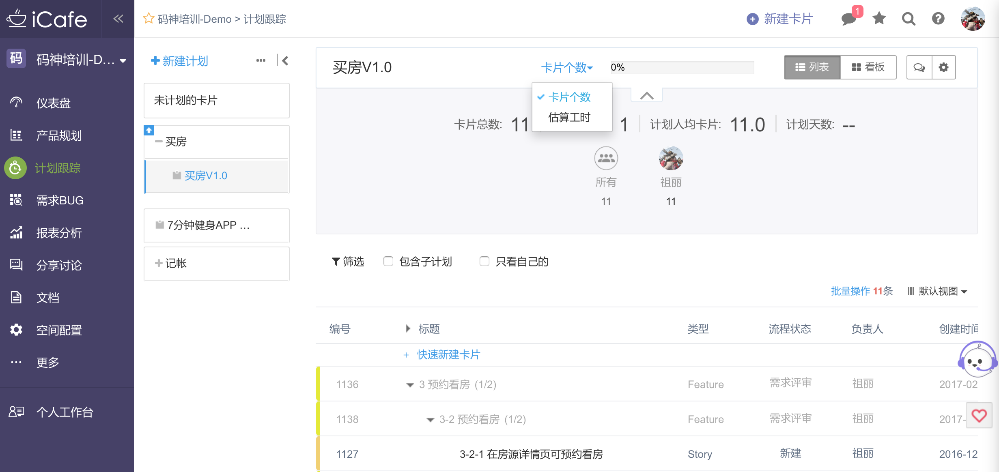 iCafe
码神培训-Demo > 计划跟踪
新建卡片
1
码
码神培训-D...
仪表盘
产品规划
计划跟踪
需求BUG
报表分析
分享讨论
文档
空间配置
更多
个人工作台
新建计划
未计划的卡片
买房
买房V1.0
7分钟健身APP ...
记帐
买房V1.0
卡片个数
0%
列表
看板
卡片个数
估算工时
卡片总数: 11
1
计划人均卡片: 11.0
计划天数: --
所有
11
祖丽
11
筛选
包含子计划
只看自己的
批量操作 11条
默认视图
编号 标题 类型 流程状态 负责人 创建时间
+ 快速新建卡片
1136 3 预约看房 (1/2) Feature 需求评审 祖丽 2017-02
1138 3-2 预约看房 (1/2) Feature 需求评审 祖丽 2017-
1127 3-2-1 在房源详情页可预约看房 Story 新建 祖丽 2016-12